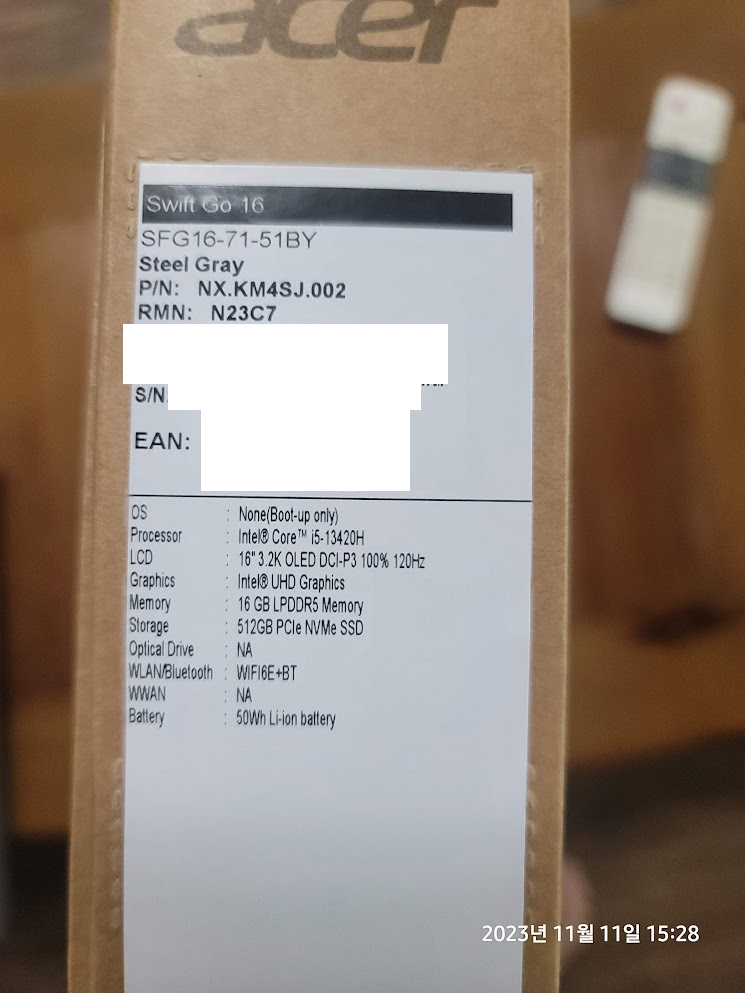 acer
Swift Go 16
SFG16-71-51BY
Steel Gray
P/N: NX.KM4SJ.002
RMN: N23C7
S/N
EAN:
OS : None(Boot-up only)
Processor : Intel® Core™ i5-13420H
LCD : 16" 3.2K OLED DCI-P3 100% 120Hz
Graphics : Intel® UHD Graphics
Memory : 16 GB LPDDR5 Memory
Storage : 512GB PCIe NVMe SSD
Optical Drive : NA
WLAN/Bluetooth : WIFI6E+BT
WWAN : NA
Battery : 50Wh Li-ion battery
2023년 11월 11일 15:28